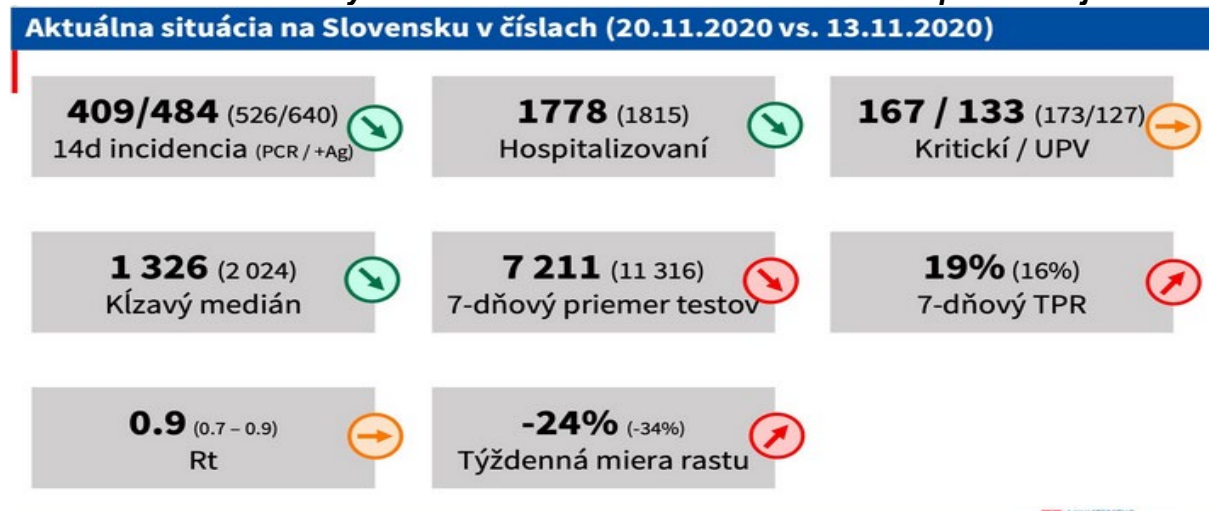 Aktuálna situácia na Slovensku v číslach (20.11.2020 vs. 13.11.2020)
409/484 (526/640)
14d incidencia (PCR / +Ag)
1778 (1815)
Hospitalizovaní
167 / 133 (173/127)
Kritickí / UPV
1 326 (2 024)
Kĺzavý medián
7 211 (11 316)
7-dňový priemer testov
19% (16%)
7-dňový TPR
0.9 (0.7 – 0.9)
Rt
-24% (-34%)
Týždenná miera rastu